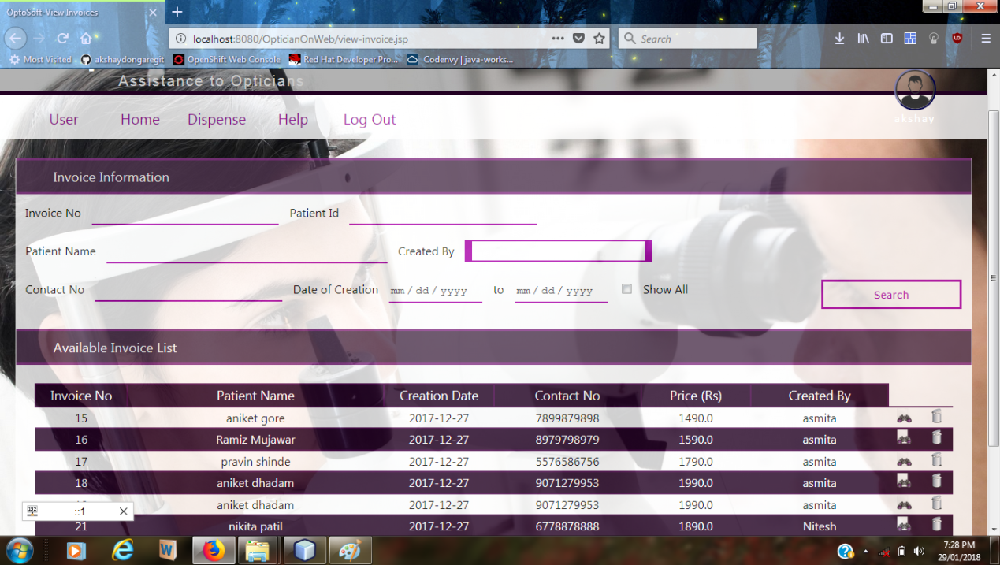 OptoSoft-View Invoices
localhost:8080/OpticianOnWeb/view-invoice.jsp
Search
Most Visited akshaydongaregit OpenShift Web Console Red Hat Developer Pro... Codenvy | java-works...
Assistance to Opticians
akshay
User Home Dispense Help Log Out
Invoice Information
Invoice No Patient Id
Patient Name Created By
Contact No Date of Creation mm / dd / yyyy to mm / dd / yyyy Show All Search
Available Invoice List
Invoice No Patient Name Creation Date Contact No Price (Rs) Created By
15 aniket gore 2017-12-27 7899879898 1490.0 asmita
16 Ramiz Mujawar 2017-12-27 8979798979 1590.0 asmita
17 pravin shinde 2017-12-27 5576586756 1790.0 asmita
18 aniket dhadam 2017-12-27 9071279953 1990.0 asmita
aniket dhadam 2017-12-27 9071279953 1990.0 asmita
::1
21 nikita patil 2017-12-27 6778878888 1890.0 Nitesh
7:28 PM
29/01/2018